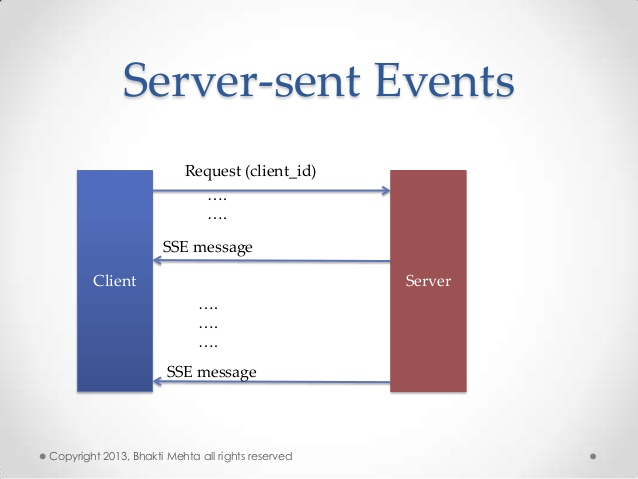 Server-sent Events
Request (client_id)
....
....
SSE message
Client
Server
....
....
....
SSE message
Copyright 2013, Bhakti Mehta all rights reserved